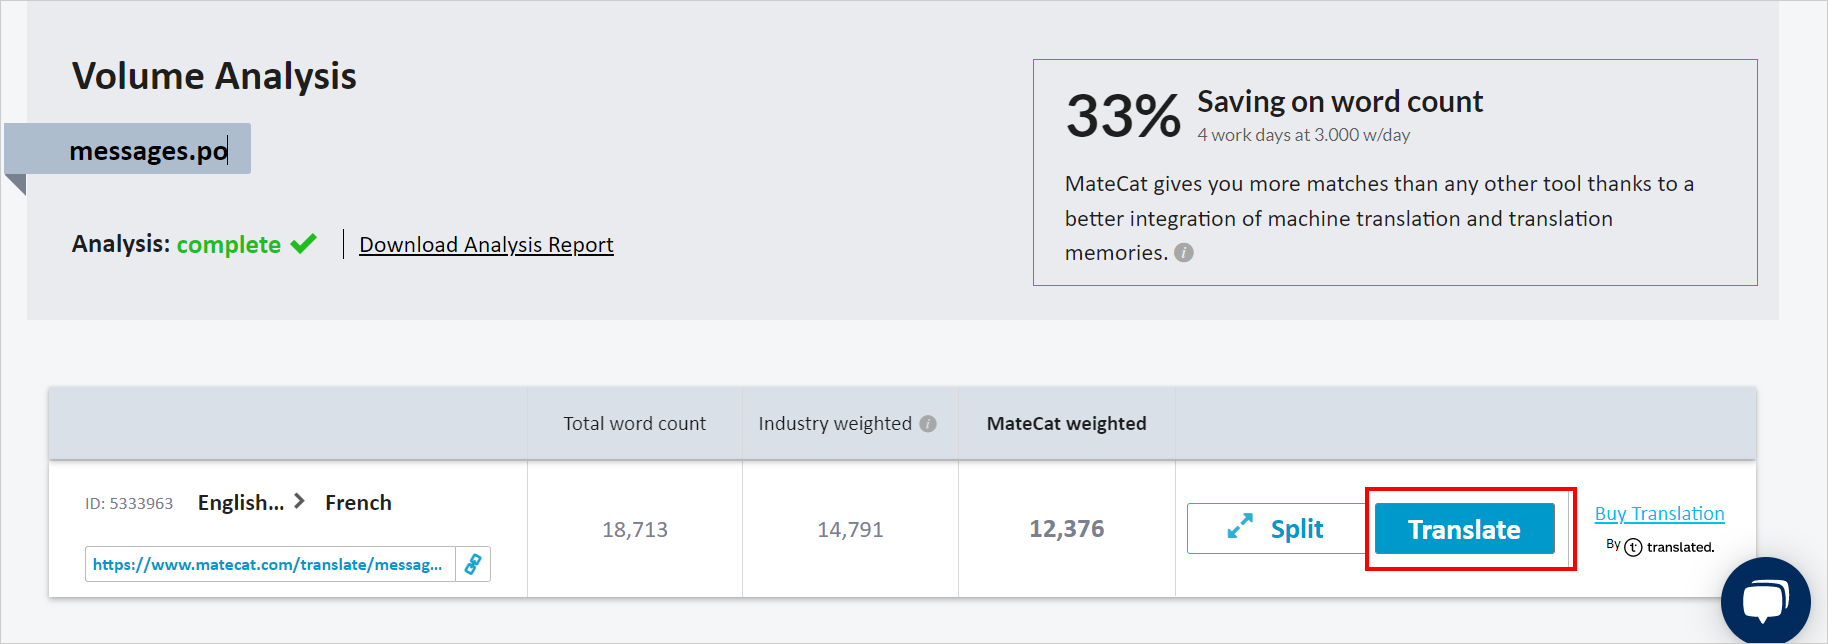 Volume Analysis
messages.po
Analysis: complete
Download Analysis Report
33%
Saving on word count
4 work days at 3.000 w/day
MateCat gives you more matches than any other tool thanks to a
better integration of machine translation and translation
memories. i
Total word count
Industry weighted i
MateCat weighted
ID: 5333963 English... > French
https://www.matecat.com/translate/messag...
18,713
14,791
12,376
Split
Translate
Buy Translation
By t translated.